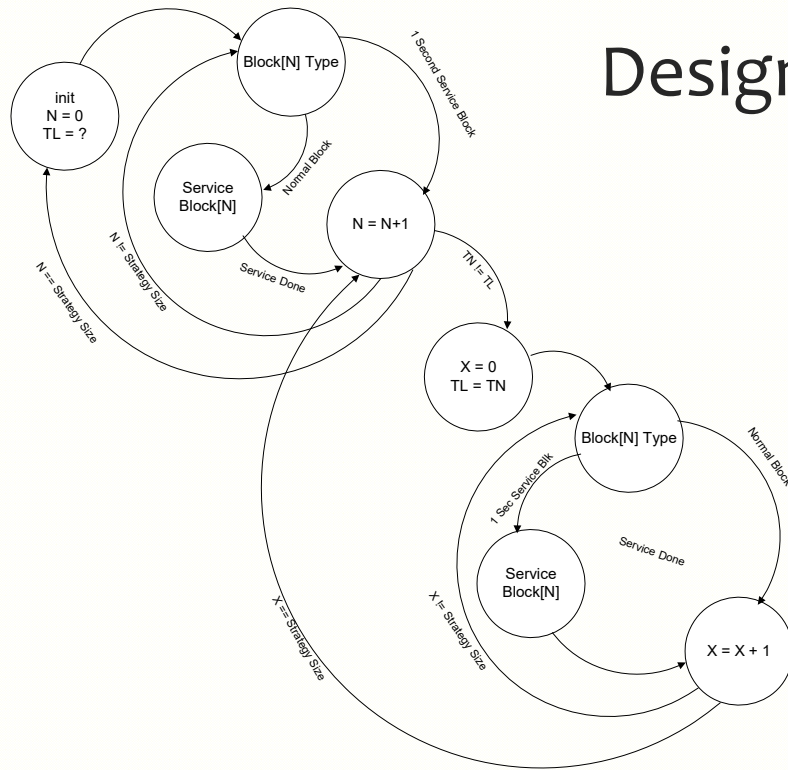 Design
init
N = 0
TL = ?
Block[N] Type
1 Second Service Block
Normal Block
Service
Block[N]
N = N+1
Service Done
N != Strategy Size
N == Strategy Size
TN != TL
X = 0
TL = TN
Block[N] Type
Normal Block
1 Sec Service Blk
Service Done
Service
Block[N]
X = X + 1
X != Strategy Size
X == Strategy Size